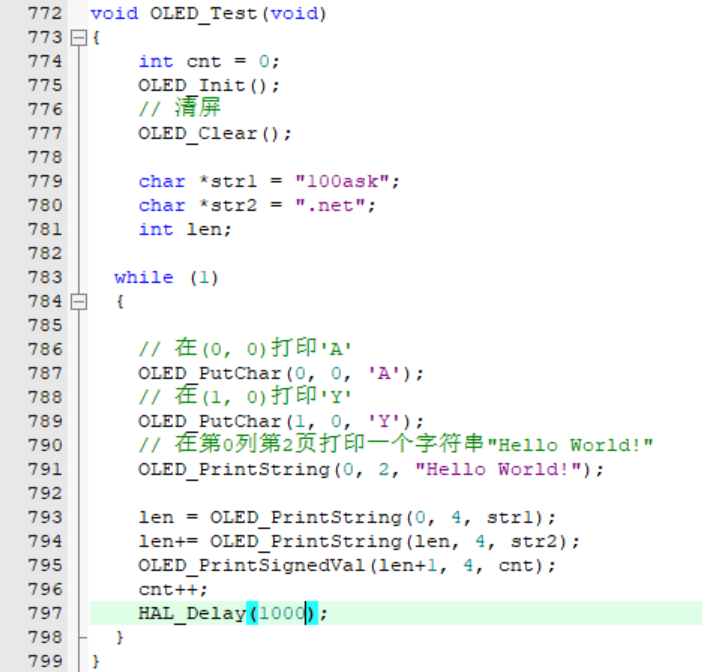 772 void OLED_Test(void)
773 {
774 int cnt = 0;
775 OLED_Init();
776 // 清屏
777 OLED_Clear();
778
779 char *str1 = "100ask";
780 char *str2 = ".net";
781 int len;
782
783 while (1)
784 {
785
786 // 在(0, 0)打印'A'
787 OLED_PutChar(0, 0, 'A');
788 // 在(1, 0)打印'Y'
789 OLED_PutChar(1, 0, 'Y');
790 // 在第0列第2页打印一个字符串"Hello World!"
791 OLED_PrintString(0, 2, "Hello World!");
792
793 len = OLED_PrintString(0, 4, str1);
794 len+= OLED_PrintString(len, 4, str2);
795 OLED_PrintSignedVal(len+1, 4, cnt);
796 cnt++;
797 HAL_Delay(1000);
798 }
799 }